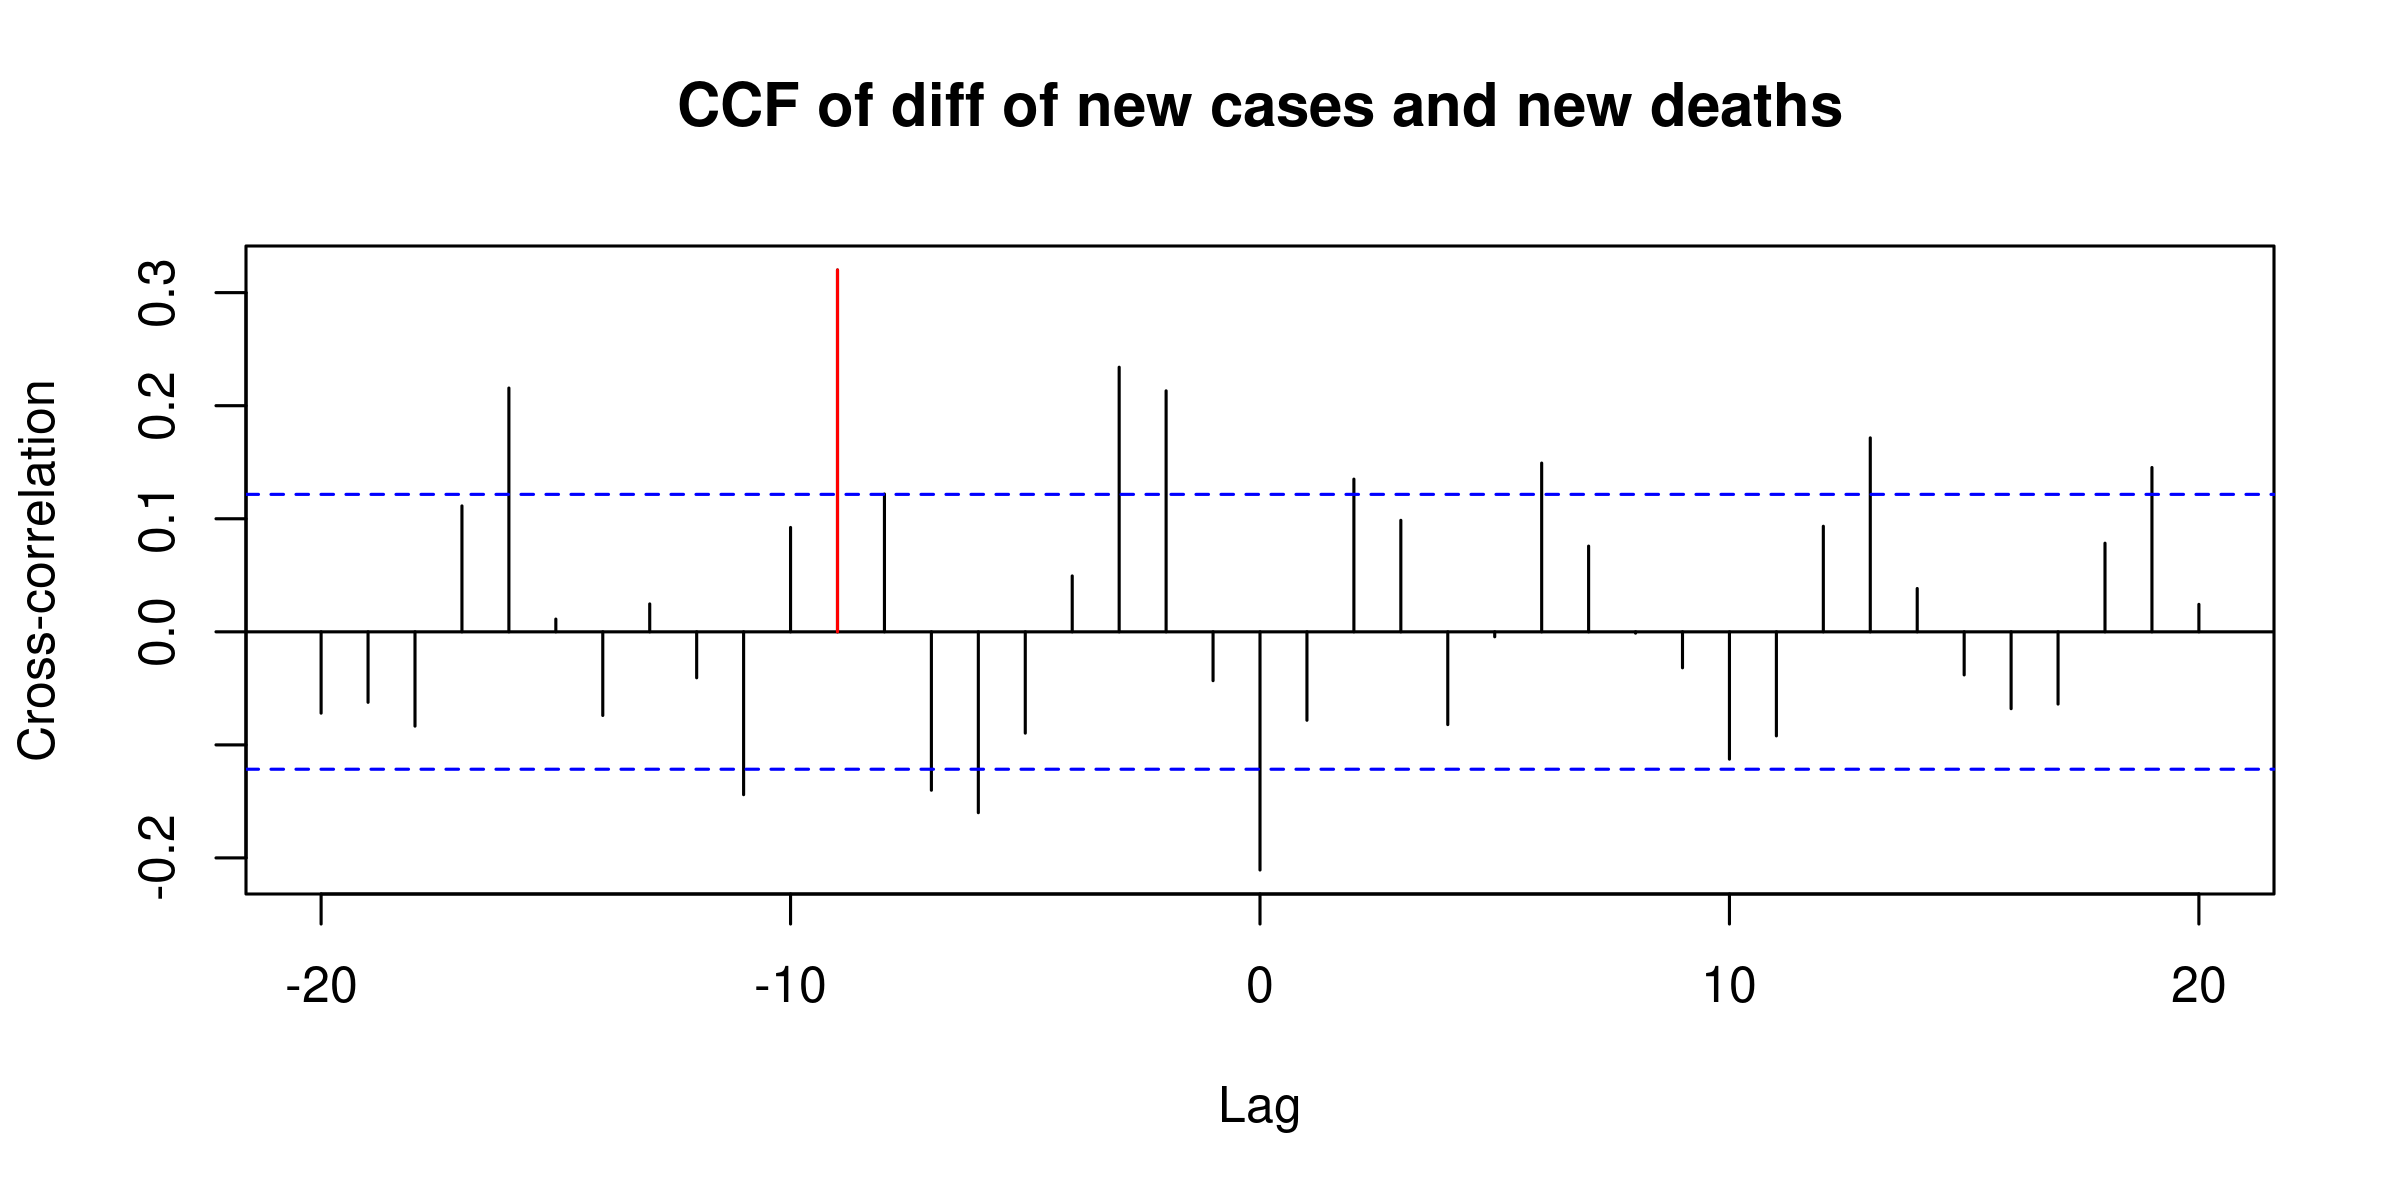 CCF of diff of new cases and new deaths
Cross-correlation
0.3
0.2
0.1
0.0
-0.2
-20 -10 0 10 20
Lag